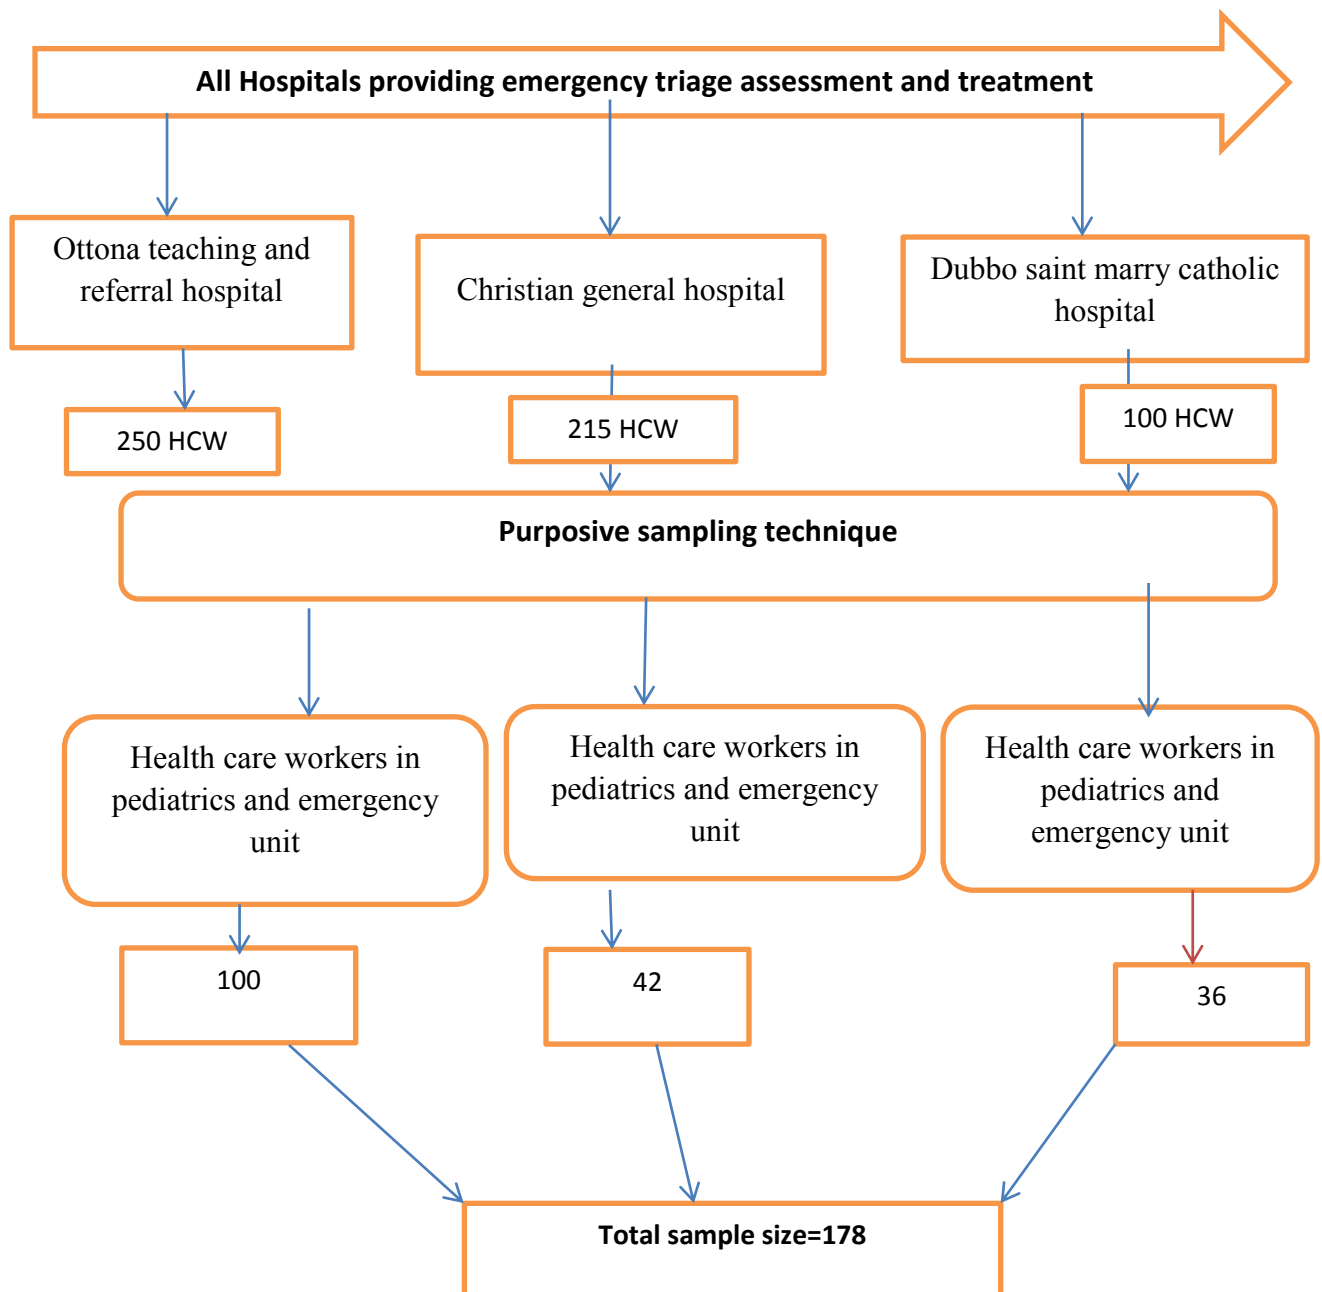 All Hospitals providing emergency triage assessment and treatment
Ottona teaching and
referral hospital
Christian general hospital
Dubbo saint marry catholic
hospital
250 HCW
215 HCW
100 HCW
Purposive sampling technique
Health care workers in
pediatrics and emergency
unit
Health care workers in
pediatrics and emergency
unit
Health care workers in
pediatrics and
emergency unit
100
42
36
Total sample size=178